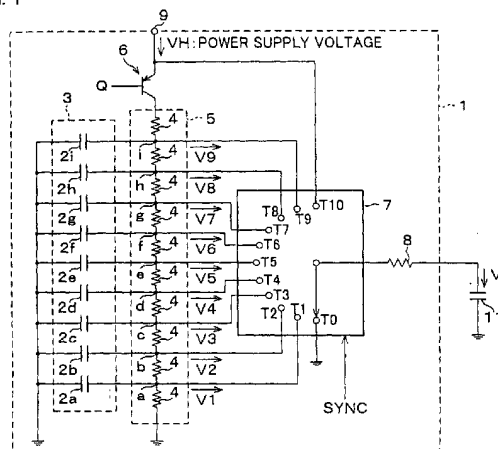 9
VH: POWER SUPPLY VOLTAGE
6
Q
3
4
5
1
2i
i
V9
4
2h
h
V8
4
T8
T9
T10
7
2g
g
V7
4
T7
8
2f
f
V6
4
T6
2e
e
V5
4
T5
V
2d
d
V4
4
T4
2c
c
V3
4
T3
T2
T1
T0
1
2b
b
V2
4
2a
a
V1
4
SYNC